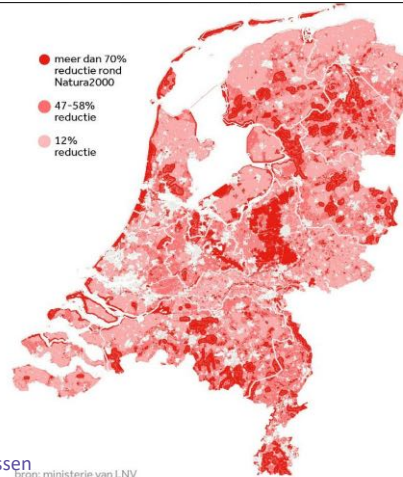 meer dan 70%
reductie rond
Natura2000
47-58%
reductie
12%
reductie
ssen
bron: ministerie van LNV